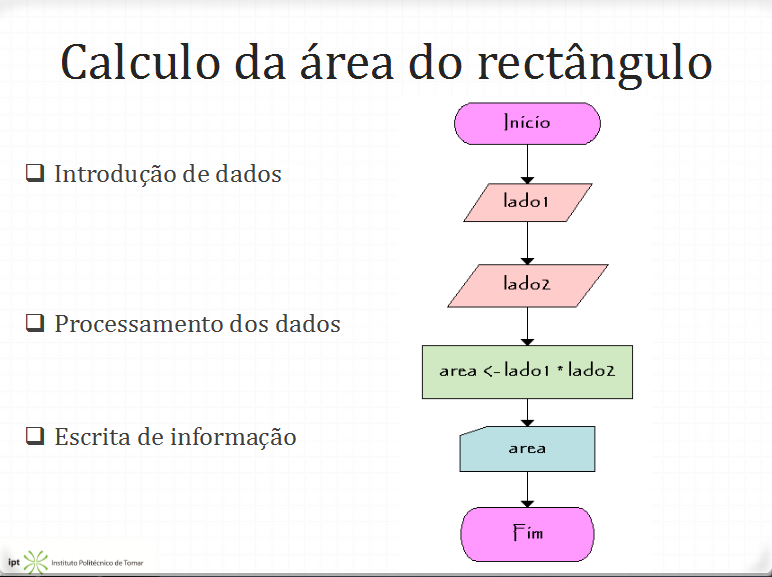 Calculo da área do rectângulo
Introdução de dados
Processamento dos dados
Escrita de informação
Início
lado1
lado2
area <- lado1 * lado2
area
Fim
ipt Instituto Politécnico de Tomar